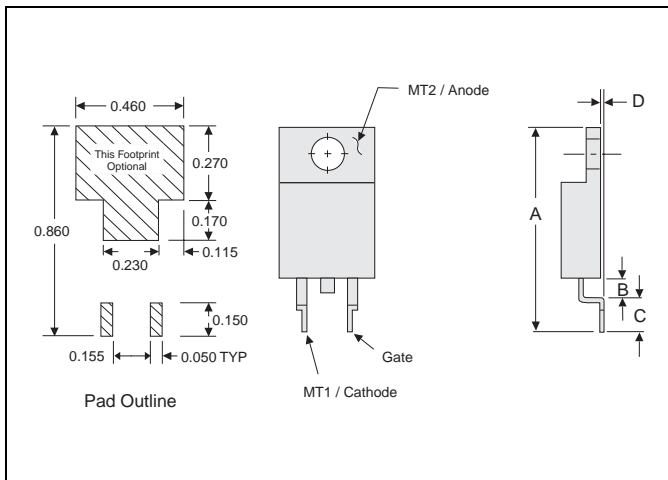 0.460
This Footprint
Optional
0.270
0.860
0.170
0.115
0.230
0.150
0.155
0.050 TYP
Pad Outline
MT2 / Anode
MT1 / Cathode
Gate
D
A
B
C